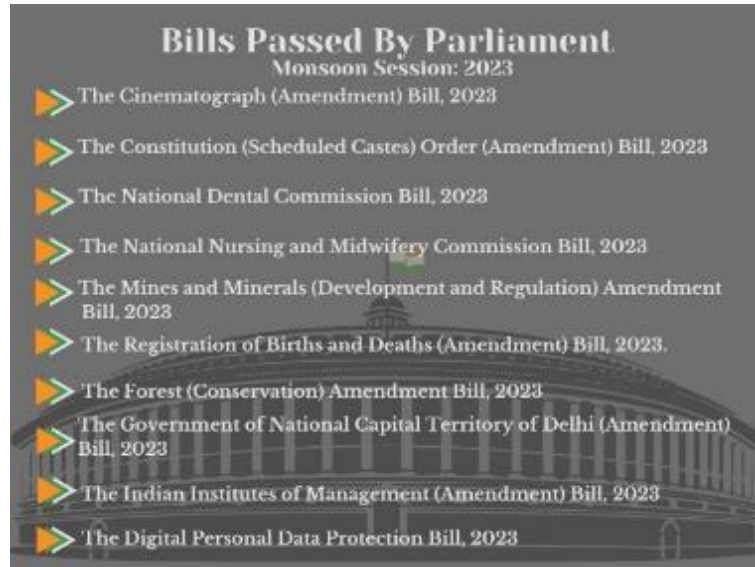 Bills Passed By Parliament
Monsoon Session: 2023
The Cinematograph (Amendment) Bill, 2023
The Constitution (Scheduled Castes) Order (Amendment) Bill, 2023
The National Dental Commission Bill, 2023
The National Nursing and Midwifery Commission Bill, 2023
The Mines and Minerals (Development and Regulation) Amendment
Bill, 2023
The Registration of Births and Deaths (Amendment) Bill, 2023.
The Forest (Conservation) Amendment Bill, 2023
The Government of National Capital Territory of Delhi (Amendment)
Bill, 2023
The Indian Institutes of Management (Amendment) Bill, 2023
The Digital Personal Data Protection Bill, 2023